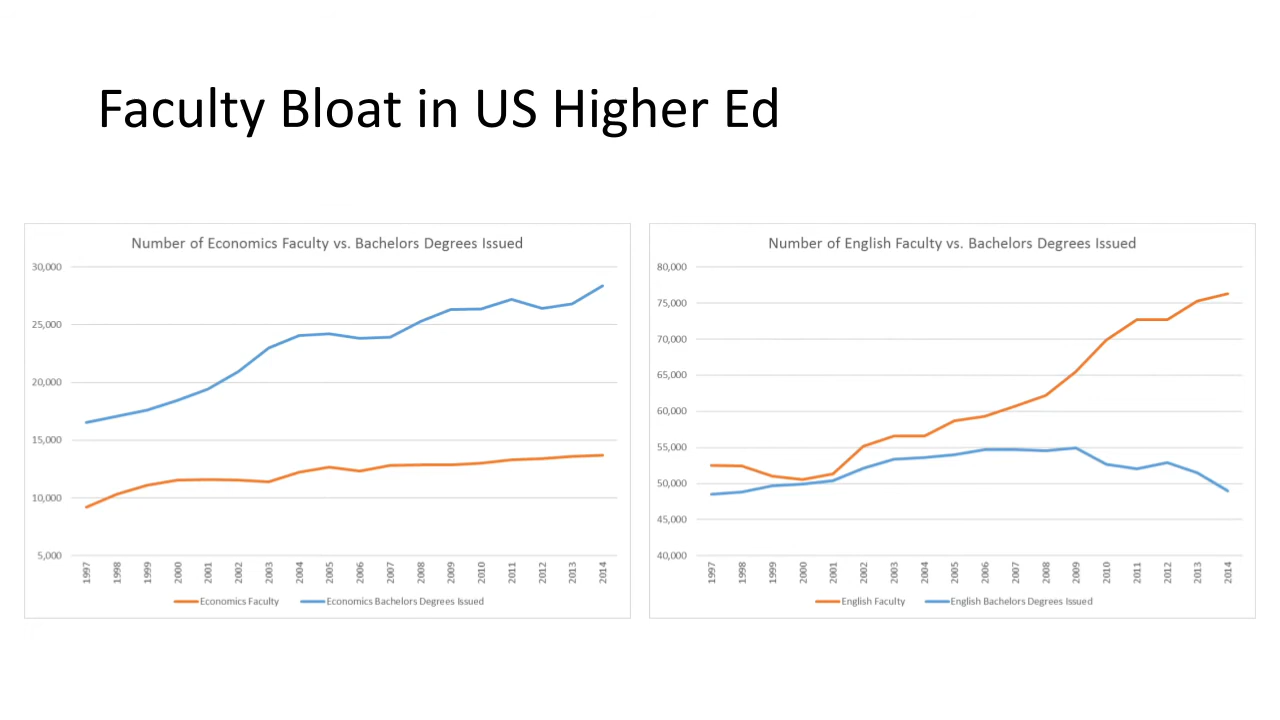 Faculty Bloat in US Higher Ed
Number of Economics Faculty vs. Bachelors Degrees Issued
30,000
25,000
20,000
15,000
10,000
5,000
1997 1998 1999 2000 2001 2002 2003 2004 2005 2006 2007 2008 2009 2010 2011 2012 2013 2014
Economics Faculty Economics Bachelors Degrees Issued
Number of English Faculty vs. Bachelors Degrees Issued
80,000
75,000
70,000
65,000
60,000
55,000
50,000
45,000
40,000
1997 1998 1999 2000 2001 2002 2003 2004 2005 2006 2007 2008 2009 2010 2011 2012 2013 2014
English Faculty English Bachelors Degrees Issued